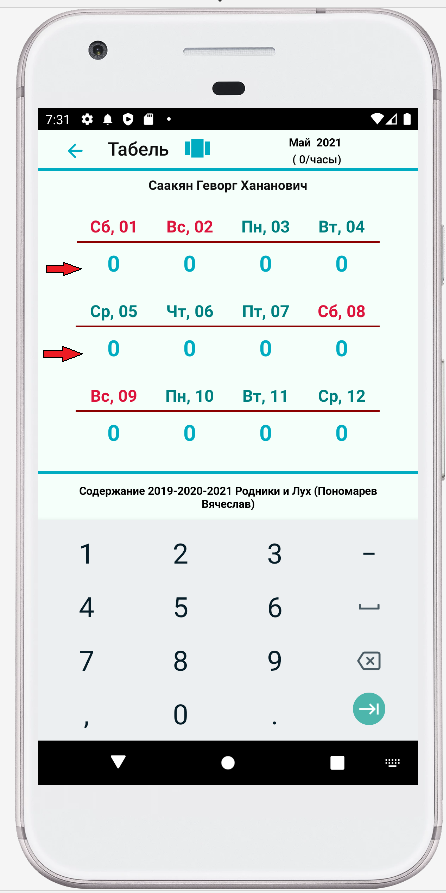 7:31
Табель
Май 2021
( 0/часы)
Саакян Геворг Хананович
Сб, 01 Вс, 02 Пн, 03 Вт, 04
0 0 0 0
Ср, 05 Чт, 06 Пт, 07 Сб, 08
0 0 0 0
Вс, 09 Пн, 10 Вт, 11 Ср, 12
0 0 0 0
Содержание 2019-2020-2021 Родники и Лух (Пономарев
Вячеслав)
1 2 3 –
4 5 6
7 8 9
, 0 .